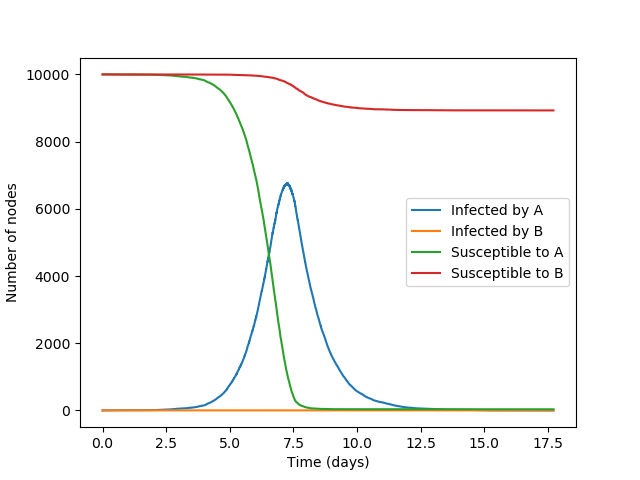 10000
8000
6000
4000
2000
0
Number of nodes
Infected by A
Infected by B
Susceptible to A
Susceptible to B
0.0 2.5 5.0 7.5 10.0 12.5 15.0 17.5
Time (days)